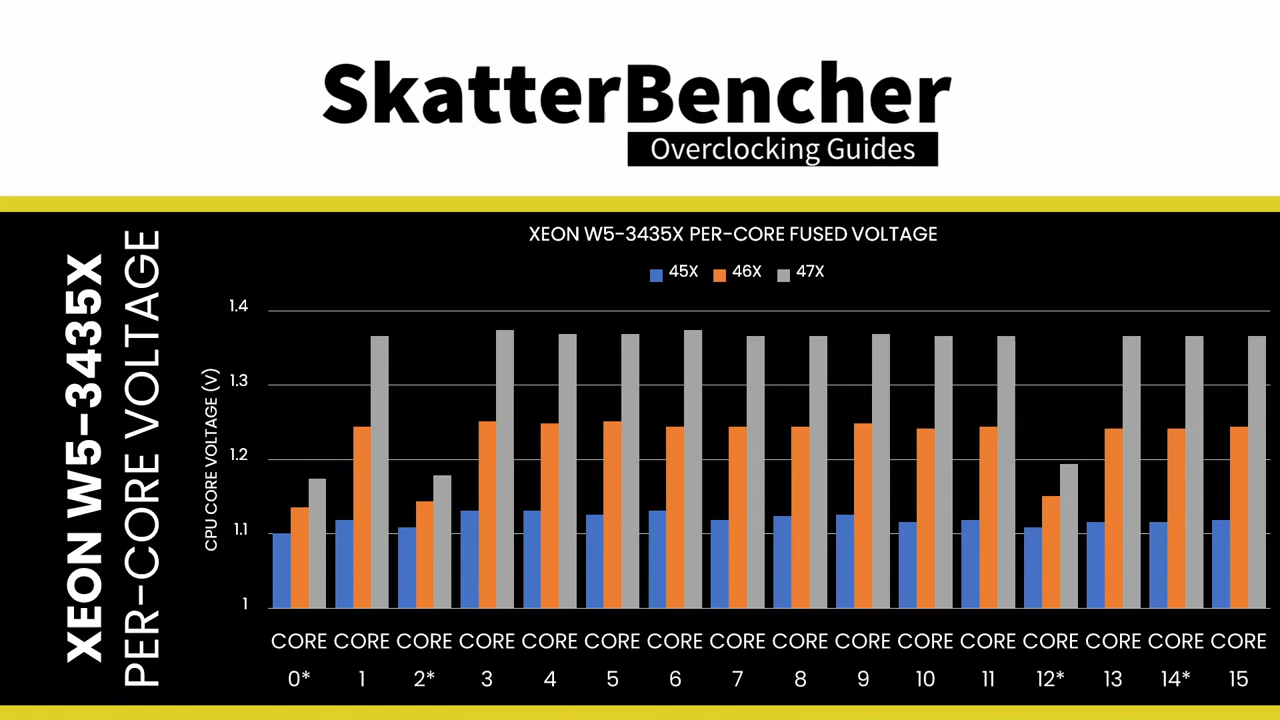 SkatterBencher
Overclocking Guides
XEON W5-3435X
PER-CORE VOLTAGE
XEON W5-3435X PER-CORE FUSED VOLTAGE
45X 46X 47X
CPU CORE VOLTAGE (V)
1.4
1.3
1.2
1.1
1
CORE CORE CORE CORE CORE CORE CORE CORE CORE CORE CORE CORE CORE CORE CORE CORE
0* 1 2* 3 4 5 6 7 8 9 10 11 12* 13 14* 15